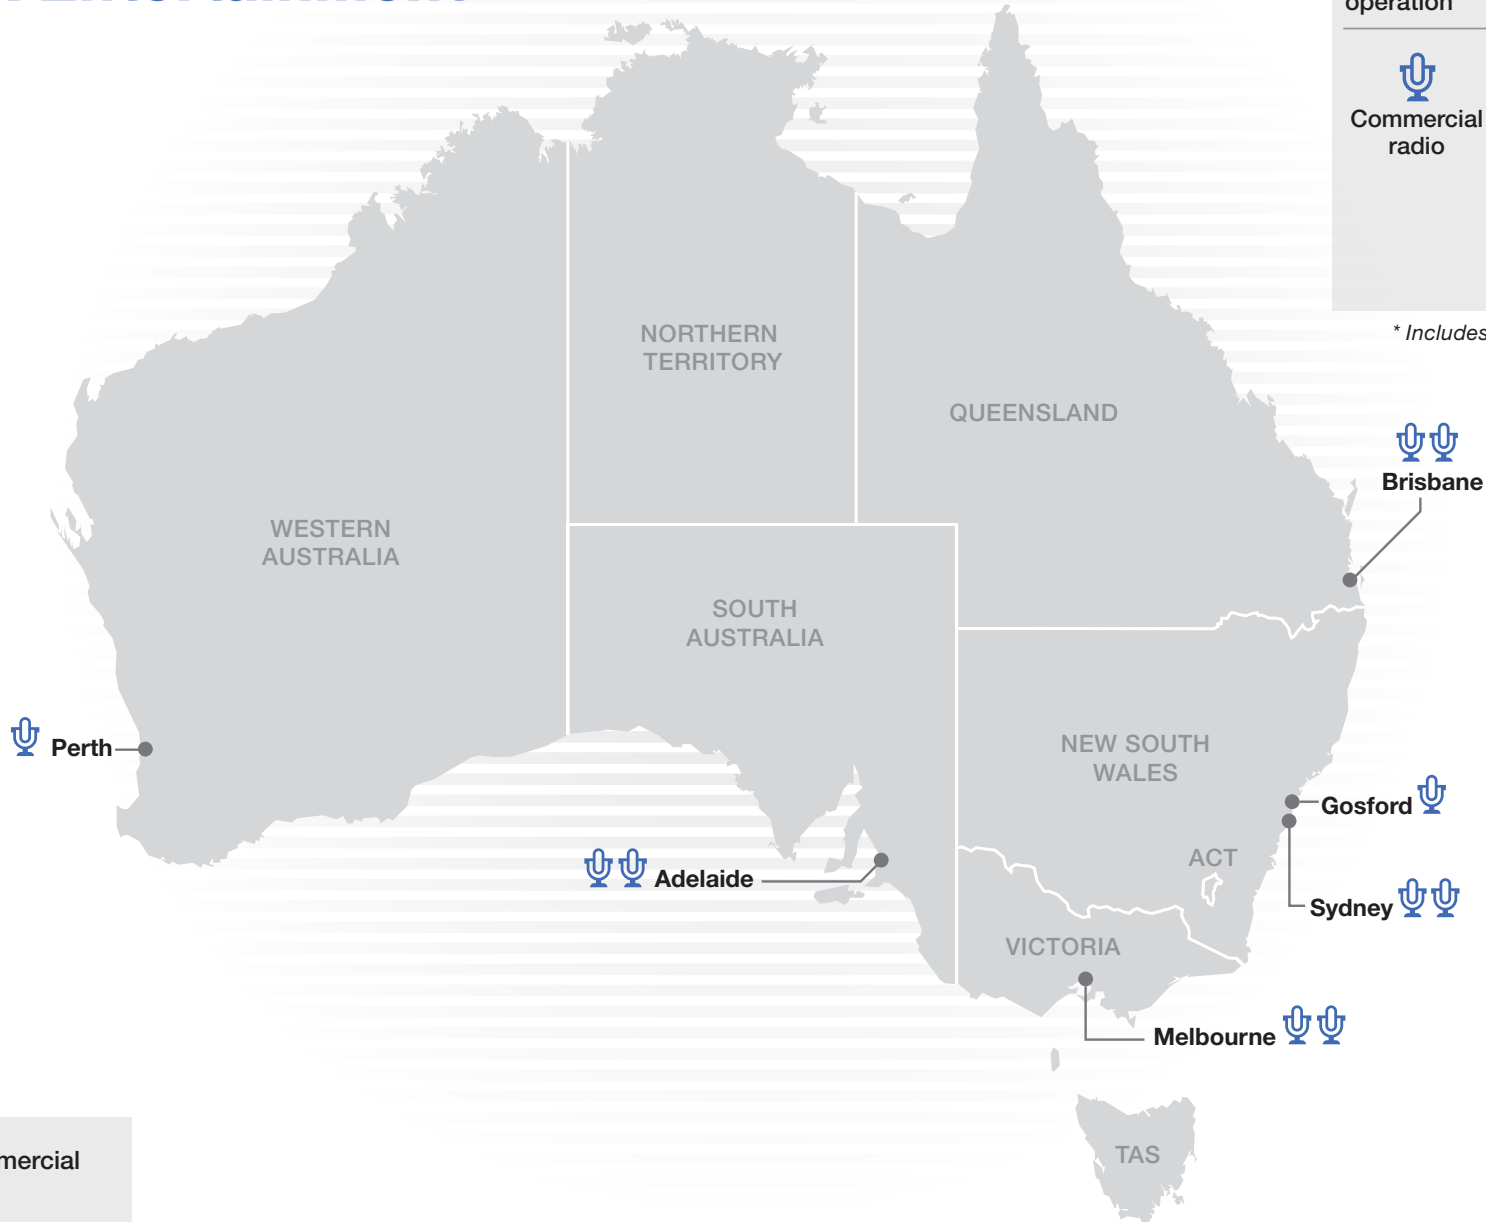 operation
Commercial
radio
* Includes
NORTHERN
TERRITORY
QUEENSLAND
Brisbane
WESTERN
AUSTRALIA
SOUTH
AUSTRALIA
Perth
NEW SOUTH
WALES
Gosford
ACT
Adelaide
Sydney
VICTORIA
Melbourne
TAS